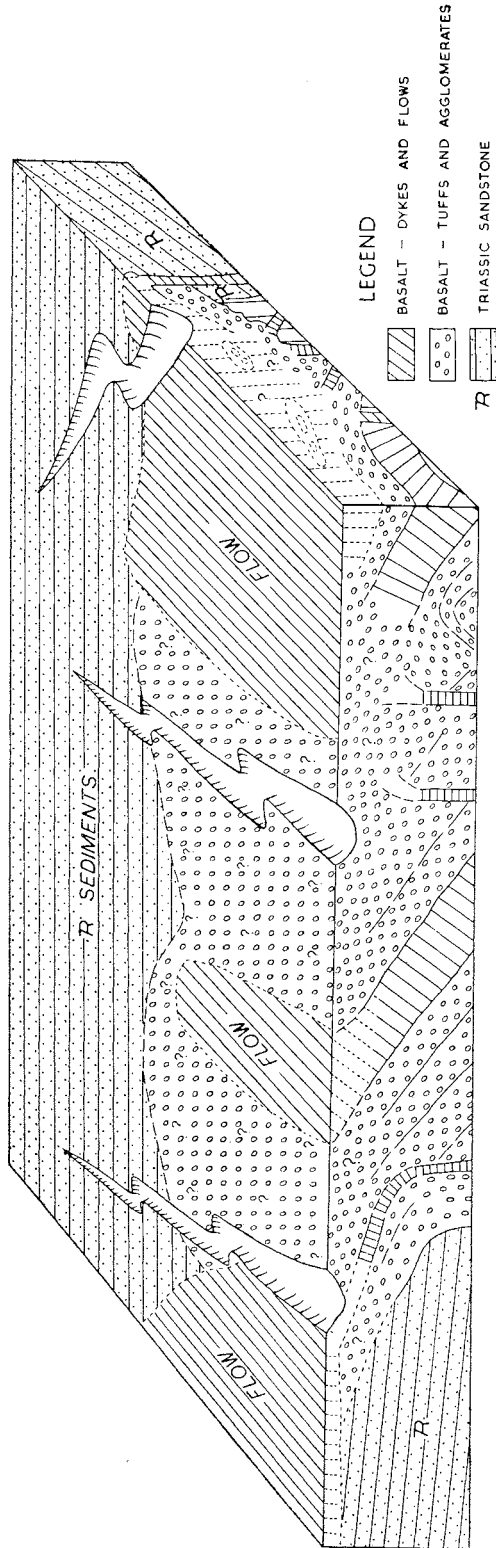 R SEDIMENTS
FLOW
FLOW
FLOW
R
R
R
LEGEND
BASALT - DYKES AND FLOWS
BASALT - TUFFS AND AGGLOMERATES
R TRIASSIC SANDSTONE